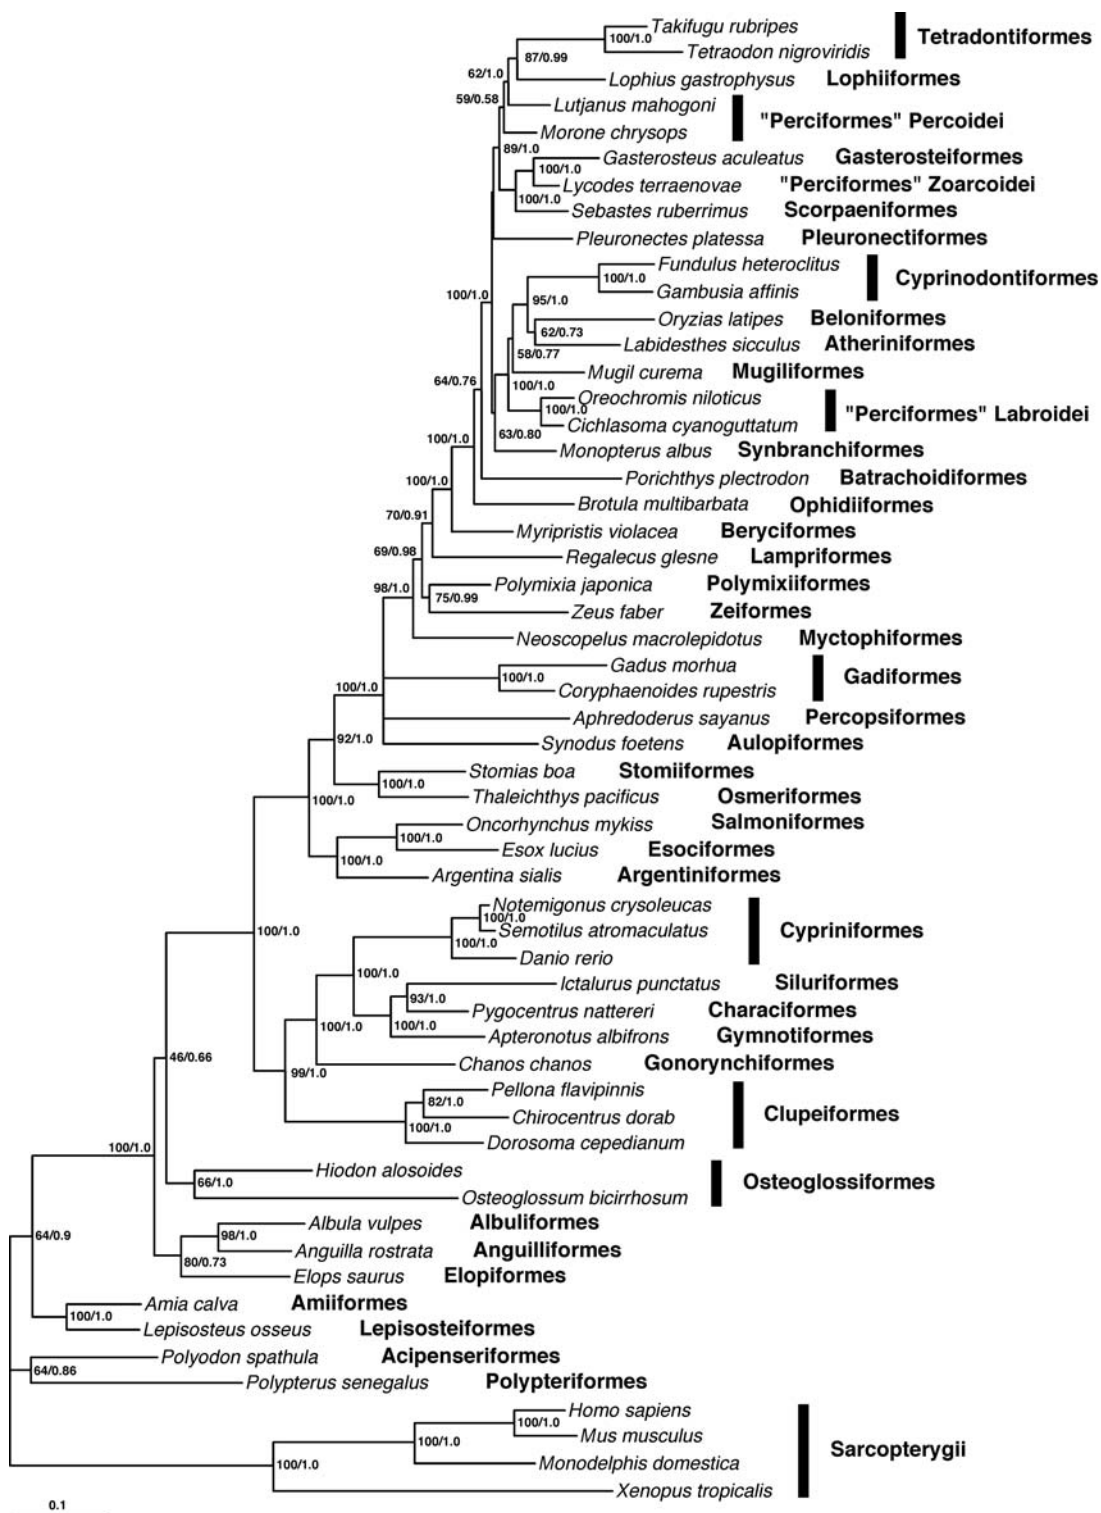 Takifugu rubripes
100/1.0
Tetraodon nigroviridis
Tetradontiformes
87/0.99
62/1.0
Lophius gastrophysus Lophiiformes
59/0.58
Lutjanus mahogoni
"Perciformes" Percoidei
Morone chrysops
89/1.0
Gasterosteus aculeatus Gasterosteiformes
100/1.0
Lycodes terraenovae "Perciformes" Zoarcoidei
100/1.0
Sebastes ruberrimus Scorpaeniformes
Pleuronectes platessa Pleuronectiformes
Fundulus heteroclitus
100/1.0
Cyprinodontiformes
Gambusia affinis
100/1.0
95/1.0
Oryzias latipes Beloniformes
62/0.73
Labidesthes sicculus Atheriniformes
58/0.77
Mugil curema Mugiliformes
64/0.76
100/1.0
Oreochromis niloticus
100/1.0
"Perciformes" Labroidei
Cichlasoma cyanoguttatum
63/0.80
100/1.0
Monopterus albus Synbranchiformes
Porichthys plectrodon Batrachoidiformes
100/1.0
Brotula multibarbata Ophidiiformes
70/0.91
Myripristis violacea Beryciformes
69/0.98
Regalecus glesne Lampriformes
98/1.0
Polymixia japonica Polymixiiformes
75/0.99
Zeus faber Zeiformes
Neoscopelus macrolepidotus Myctophiformes
Gadus morhua
100/1.0
Gadiformes
100/1.0
Coryphaenoides rupestris
Aphredoderus sayanus Percopsiformes
92/1.0
Synodus foetens Aulopiformes
Stomias boa Stomiiformes
100/1.0
Thaleichthys pacificus Osmeriformes
100/1.0
Oncorhynchus mykiss Salmoniformes
100/1.0
Esox lucius Esociformes
100/1.0
Argentina sialis Argentiniformes
Notemigonus crysoleucas
100/1.0
Semotilus atromaculatus
Cypriniformes
100/1.0
100/1.0
Danio rerio
100/1.0
Ictalurus punctatus Siluriformes
93/1.0
Pygocentrus nattereri Characiformes
100/1.0
100/1.0
Apteronotus albifrons Gymnotiformes
46/0.66
Chanos chanos Gonorynchiformes
99/1.0
Pellona flavipinnis
82/1.0
Chirocentrus dorab
Clupeiformes
100/1.0
Dorosoma cepedianum
100/1.0
Hiodon alosoides
66/1.0
Osteoglossiformes
Osteoglossum bicirrhosum
Albula vulpes Albuliformes
64/0.9
98/1.0
Anguilla rostrata Anguilliformes
80/0.73
Elops saurus Elopiformes
Amia calva Amiiformes
100/1.0
Lepisosteus osseus Lepisosteiformes
Polyodon spathula Acipenseriformes
64/0.86
Polypterus senegalus Polypteriformes
Homo sapiens
100/1.0
Mus musculus
100/1.0
Sarcopterygii
Monodelphis domestica
100/1.0
Xenopus tropicalis
0.1